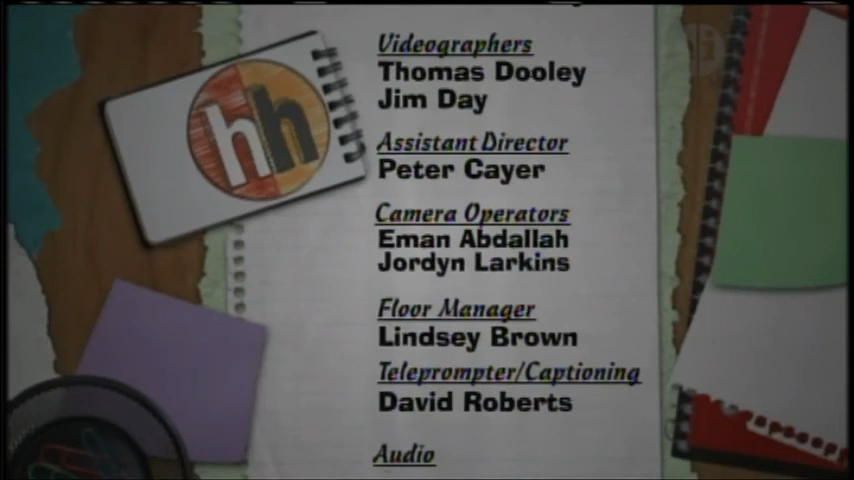 hh
Videographers
Thomas Dooley
Jim Day
Assistant Director
Peter Cayer
Camera Operators
Eman Abdallah
Jordyn Larkins
Floor Manager
Lindsey Brown
Teleprompter/Captioning
David Roberts
Audio